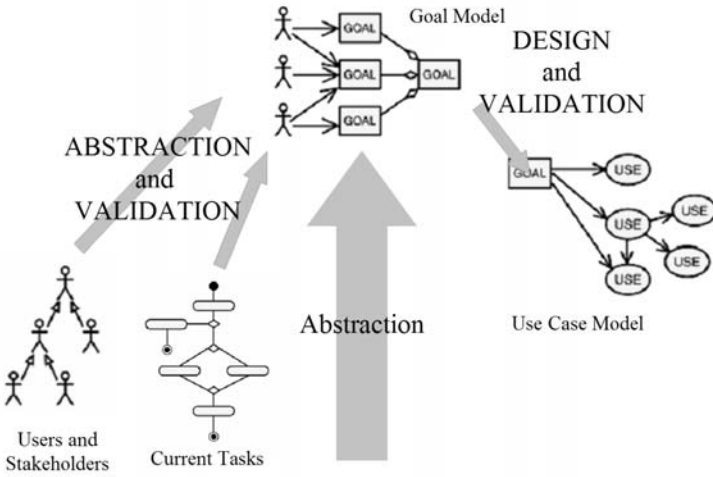 Goal Model
GOAL
GOAL
GOAL
GOAL
DESIGN
and
VALIDATION
ABSTRACTION
and
VALIDATION
GOAL
USE
USE
USE
USE
USE
Abstraction
Use Case Model
Users and
Stakeholders
Current Tasks